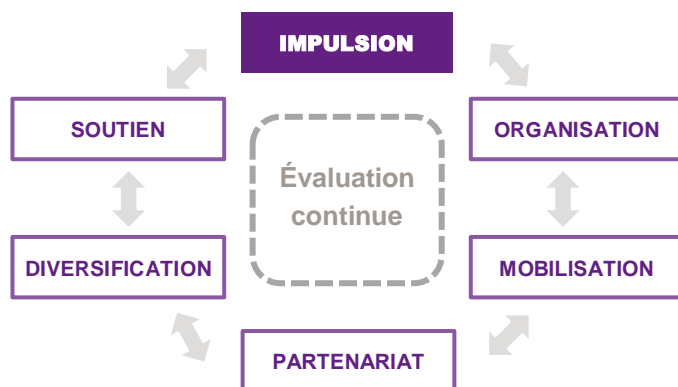 IMPULSION
SOUTIEN
ORGANISATION
Évaluation
continue
DIVERSIFICATION
MOBILISATION
PARTENARIAT